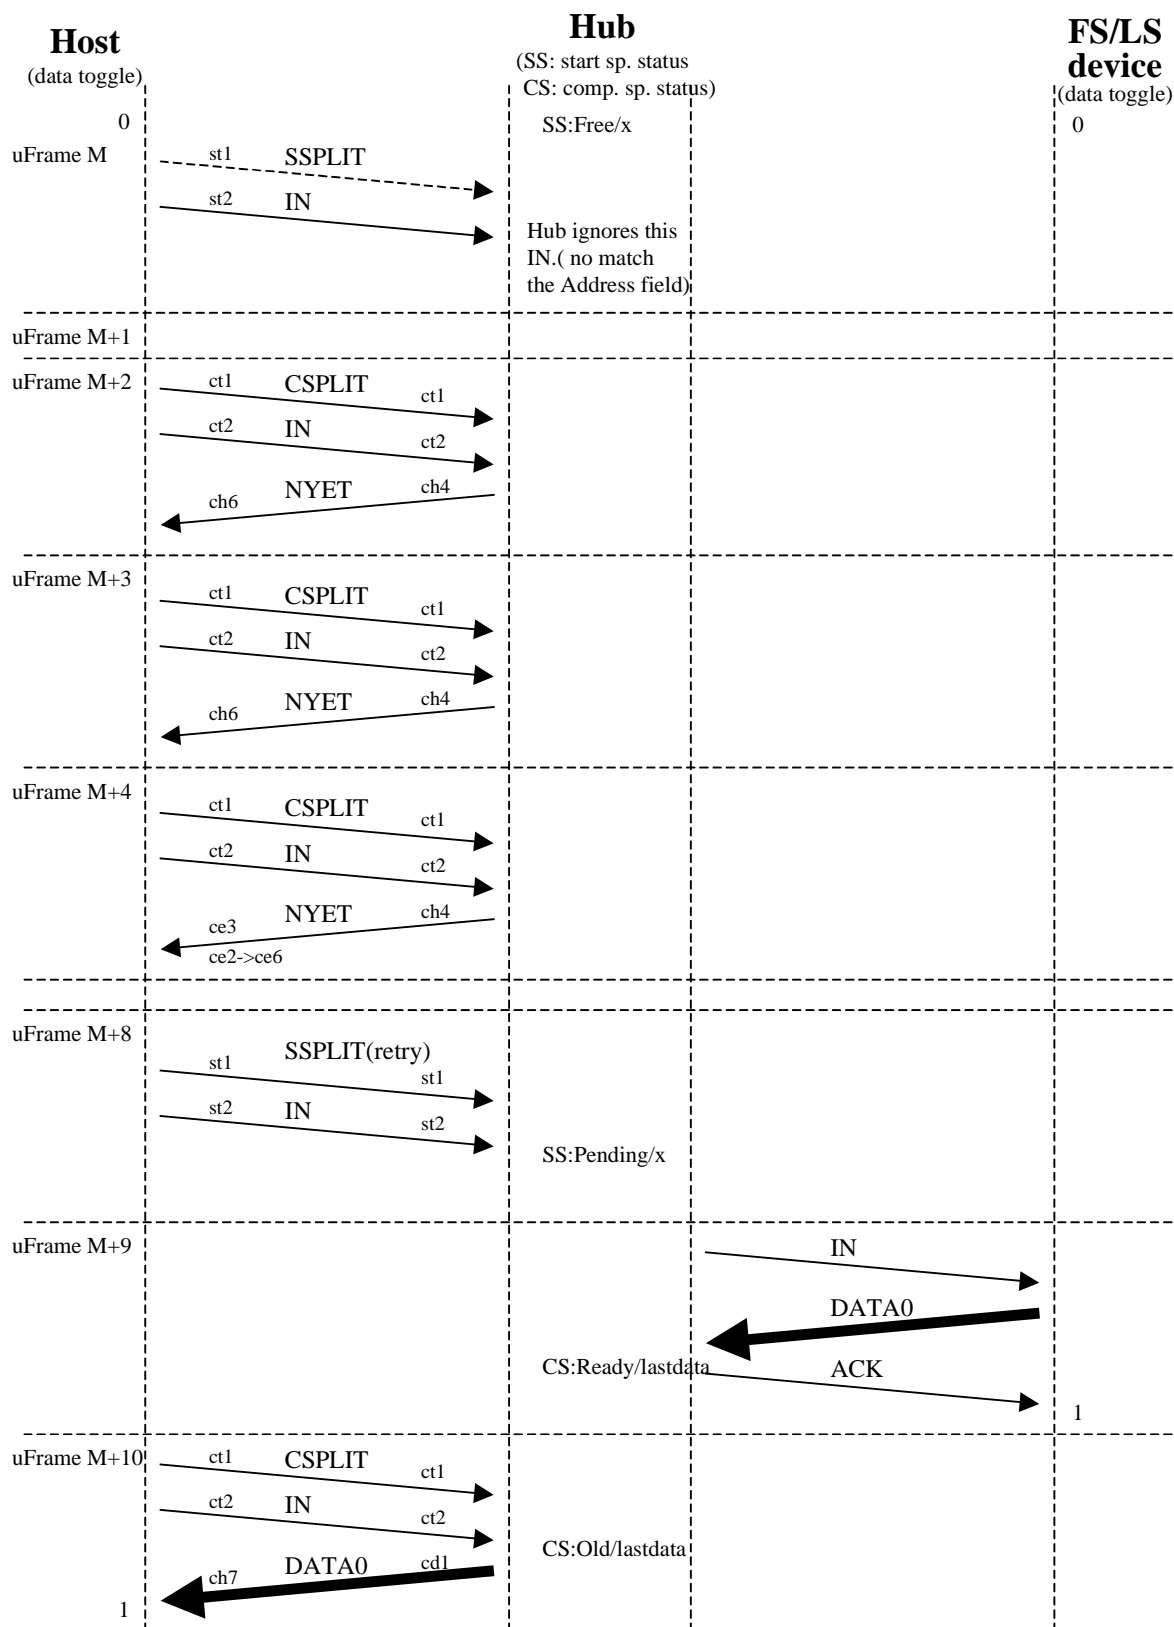 Host
(data toggle)
Hub
(SS: start sp. status
CS: comp. sp. status)
FS/LS
device
(data toggle)
0
SS:Free/x
0
uFrame M
st1 SSPLIT
st2 IN
Hub ignores this
IN.( no match
the Address field)
uFrame M+1
uFrame M+2
ct1 CSPLIT ct1
ct2 IN ct2
ch6 NYET ch4
uFrame M+3
ct1 CSPLIT ct1
ct2 IN ct2
ch6 NYET ch4
uFrame M+4
ct1 CSPLIT ct1
ct2 IN ct2
ce3 NYET ch4
ce2->ce6
uFrame M+8
SSPLIT(retry)
st1 st1
st2 IN st2
SS:Pending/x
uFrame M+9
IN
DATA0
CS:Ready/lastdata
ACK
1
uFrame M+10
ct1 CSPLIT ct1
ct2 IN ct2
CS:Old/lastdata
ch7 DATA0 cd1
1